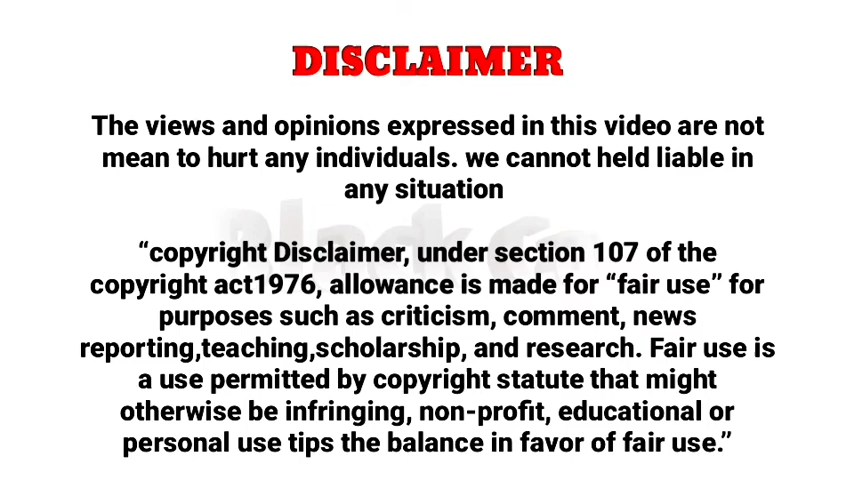 DISCLAIMER
The views and opinions expressed in this video are not
mean to hurt any individuals. we cannot held liable in
any situation
“copyright Disclaimer, under section 107 of the
copyright act1976, allowance is made for “fair use” for
purposes such as criticism, comment, news
reporting,teaching,scholarship, and research. Fair use is
a use permitted by copyright statute that might
otherwise be infringing, non-profit, educational or
personal use tips the balance in favor of fair use.”